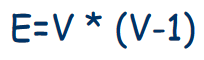 E=V * (V-1)